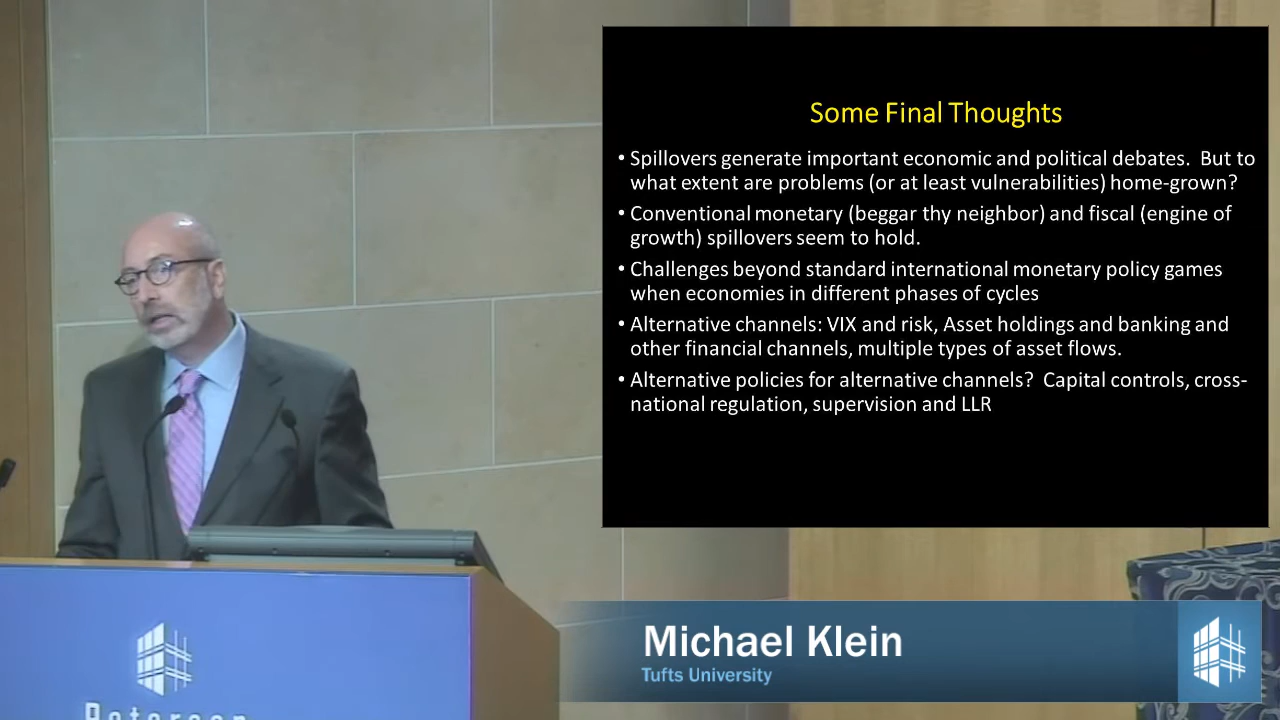 Some Final Thoughts
• Spillovers generate important economic and political debates.  But to
what extent are problems (or at least vulnerabilities) home-grown?
• Conventional monetary (beggar thy neighbor) and fiscal (engine of
growth) spillovers seem to hold.
• Challenges beyond standard international monetary policy games
when economies in different phases of cycles
• Alternative channels: VIX and risk, Asset holdings and banking and
other financial channels, multiple types of asset flows.
• Alternative policies for alternative channels?  Capital controls, cross-
national regulation, supervision and LLR
Michael Klein
Tufts University